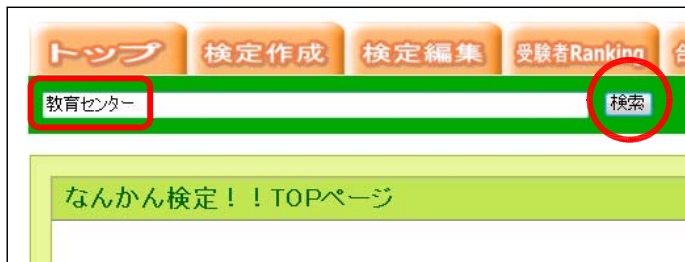 トップ 検定作成 検定編集 受験者Ranking 合
教育センター 検索
なんかん検定！！TOPページ